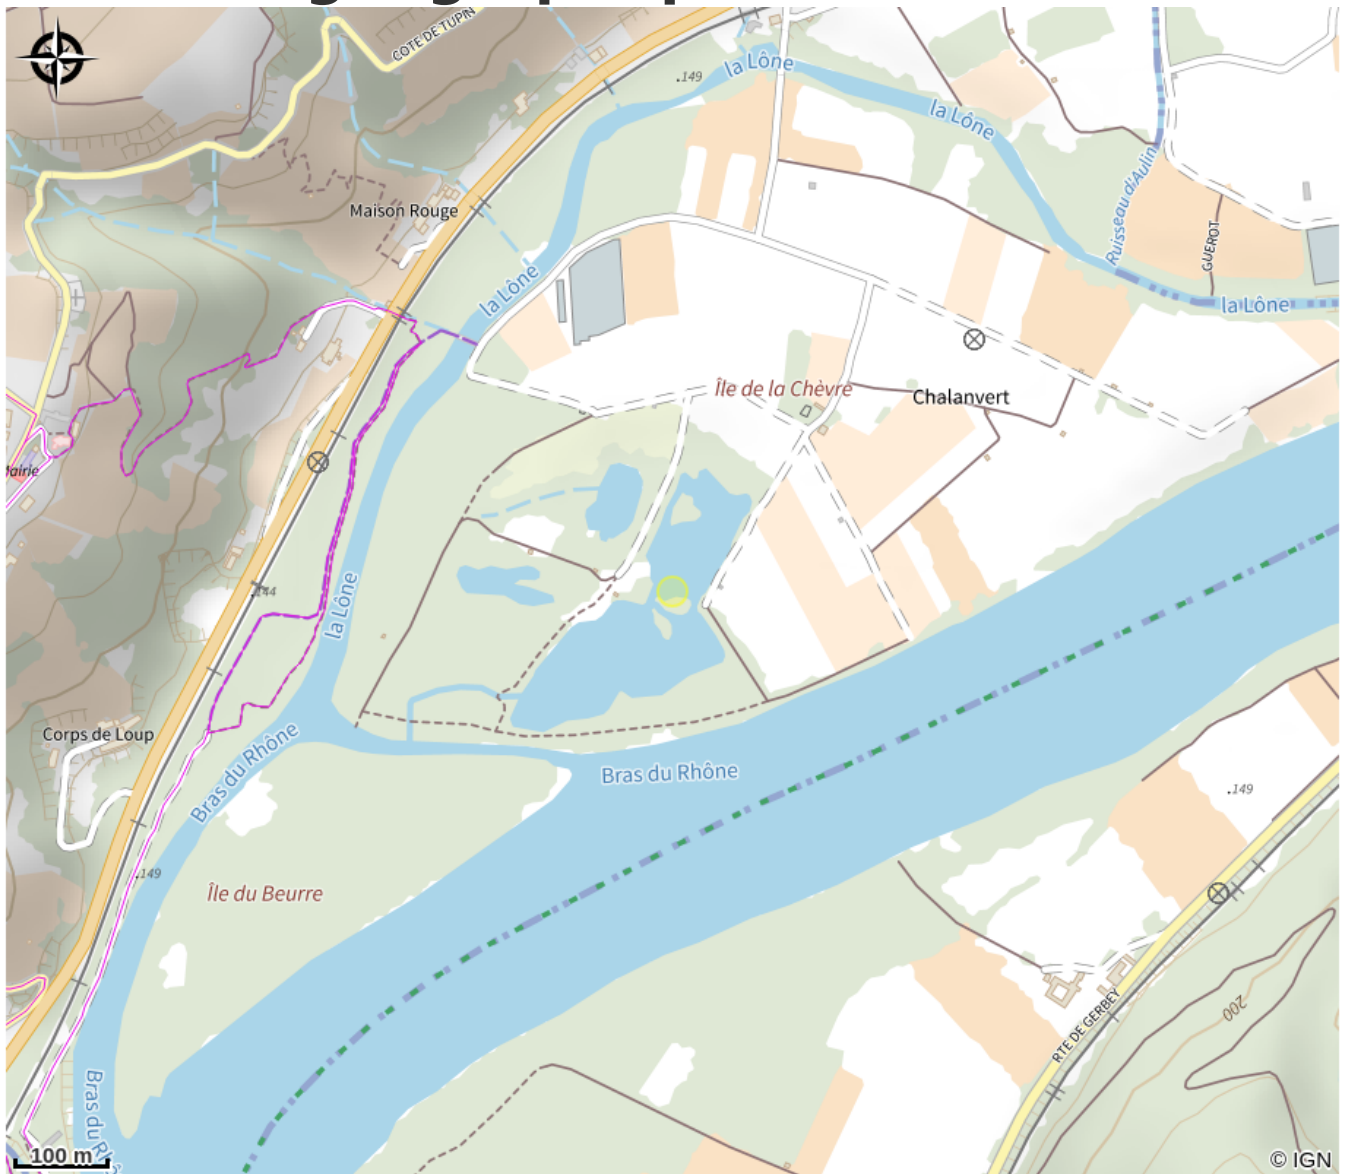 COTE DE TUPIN
la Lône
149
la Lône
Ruisseau d'Aulin
Maison Rouge
GUEROT
la Lône
la Lône
Île de la Chèvre
Chalanvert
Mairie
144
la Lône
Corps de Loup
Bras du Rhône
Bras du Rhône
149
149
Île du Beurre
RTE DE GERBEY
200
Bras du Rhô
100 m
© IGN